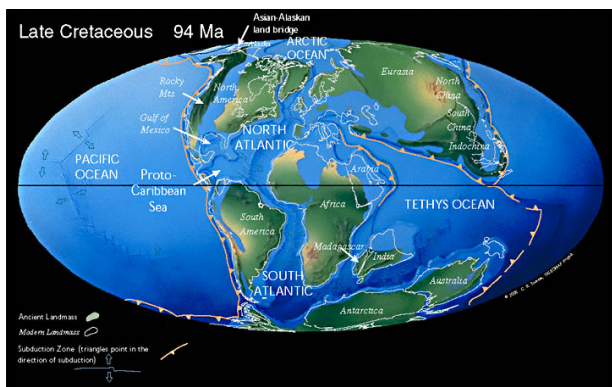 Late Cretaceous 94 Ma
Asian-Alaskan
land bridge
Alaska
ARCTIC
OCEAN
Rocky
Mts.
North
America
Eurasia
North
China
South
China
Indochina
Gulf of
Mexico
NORTH
ATLANTIC
PACIFIC
OCEAN
Proto-
Caribbean
Sea
Arabia
Africa
TETHYS OCEAN
South
America
Madagascar
India
SOUTH
ATLANTIC
Australia
Antarctica
Ancient Landmass
Modern Landmass
Subduction Zone (triangles point in the
direction of subduction)